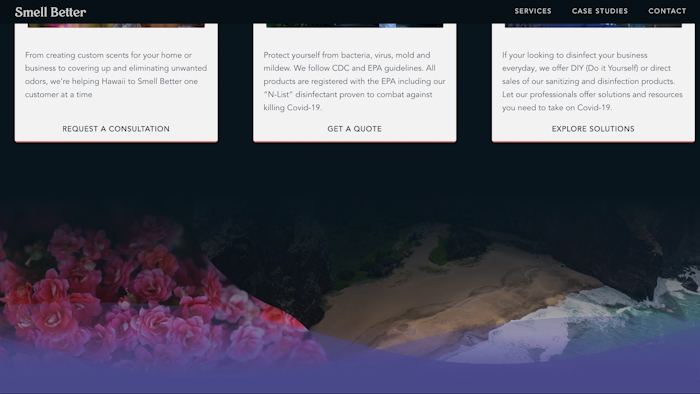 Smell Better
SERVICES CASE STUDIES CONTACT
From creating custom scents for your home or
business to covering up and eliminating unwanted
odors, we're helping Hawaii to Smell Better one
customer at a time
REQUEST A CONSULTATION
Protect yourself from bacteria, virus, mold and
mildew. We follow CDC and EPA guidelines. All
products are registered with the EPA including our
"N-List" disinfectant proven to combat against
killing Covid-19.
GET A QUOTE
If your looking to disinfect your business
everyday, we offer DIY (Do it Yourself) or direct
sales of our sanitizing and disinfection products.
Let our professionals offer solutions and resources
you need to take on Covid-19.
EXPLORE SOLUTIONS